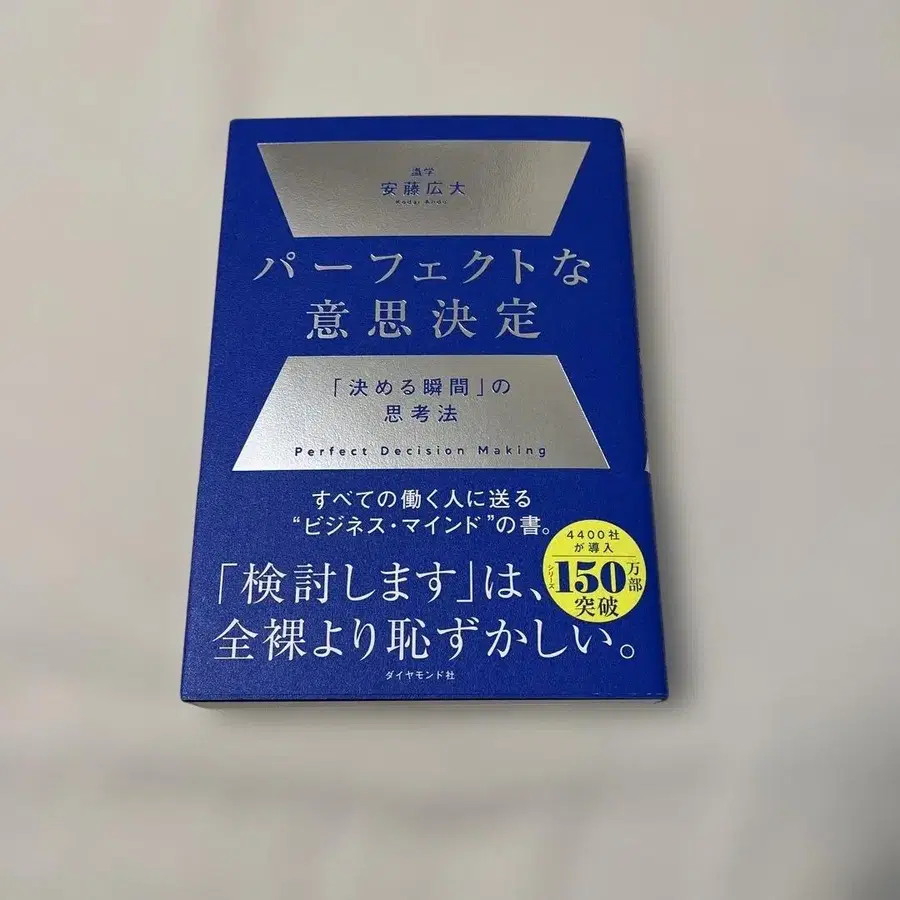 識学
安藤広大
Kodai Ando
パーフェクトな
意思決定
「決める瞬間」の
思考法
Perfect Decision Making
すべての働く人に送る
“ビジネス・マインド”の書。
4400社
が導入
シリーズ
150万部
突破
「検討します」は、
全裸より恥ずかしい。
ダイヤモンド社